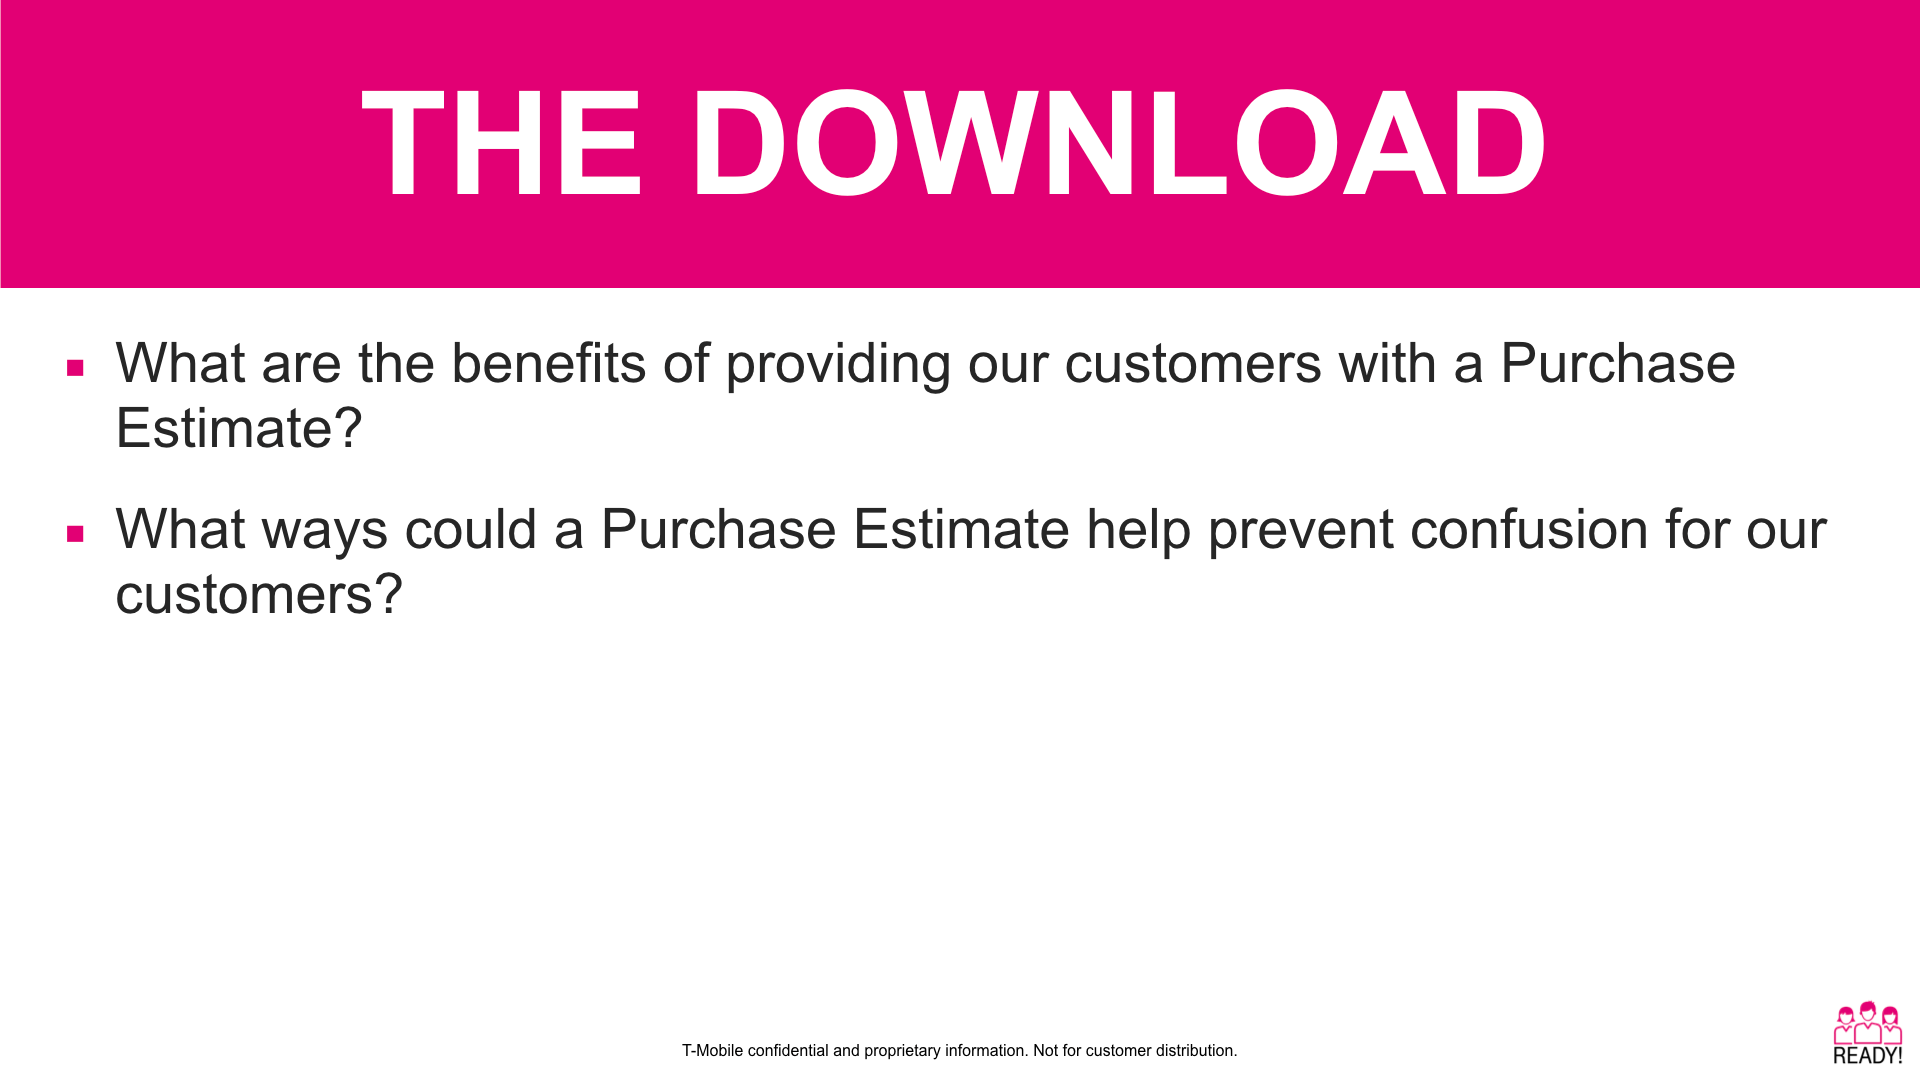 THE DOWNLOAD
▪ What are the benefits of providing our customers with a Purchase
Estimate?
▪ What ways could a Purchase Estimate help prevent confusion for our
customers?
T-Mobile confidential and proprietary information. Not for customer distribution.
READY!